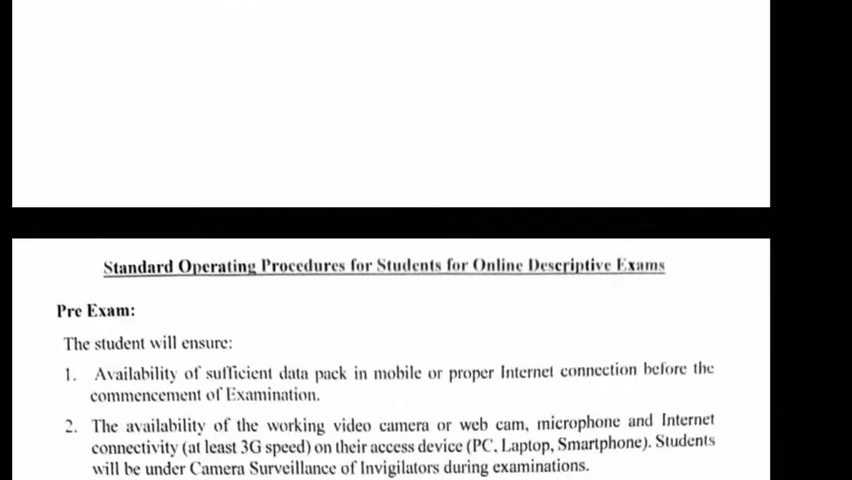 Standard Operating Procedures for Students for Online Descriptive Exams
Pre Exam:
The student will ensure:
1. Availability of sufficient data pack in mobile or proper Internet connection before the
commencement of Examination.
2. The availability of the working video camera or web cam, microphone and Internet
connectivity (at least 3G speed) on their access device (PC, Laptop, Smartphone). Students
will be under Camera Surveillance of Invigilators during examinations.